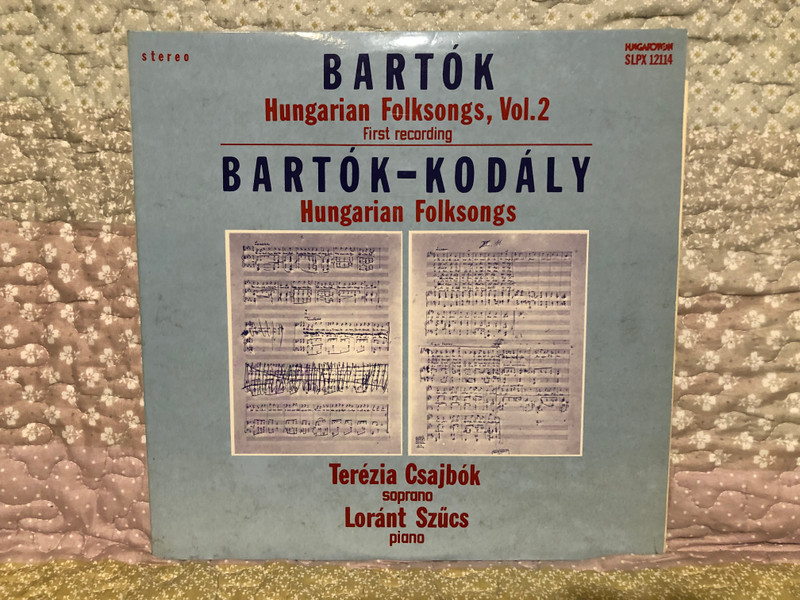 stereo
HUNGAROTON
SLPX 12114
BARTÓK
Hungarian Folksongs, Vol.2
First recording
BARTÓK–KODÁLY
Hungarian Folksongs
Terézia Csajbók
soprano
Loránt Szűcs
piano